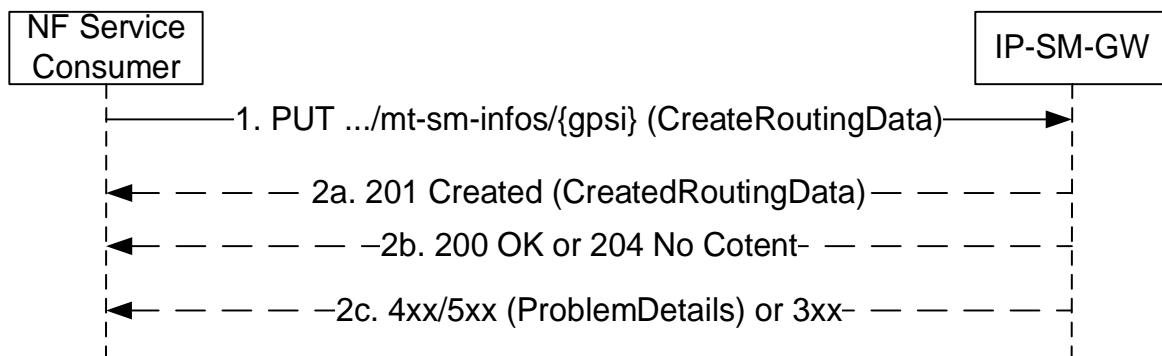 NF Service
Consumer
IP-SM-GW
1. PUT .../mt-sm-infos/{gpsi} (CreateRoutingData)
2a. 201 Created (CreatedRoutingData)
2b. 200 OK or 204 No Cotent
2c. 4xx/5xx (ProblemDetails) or 3xx